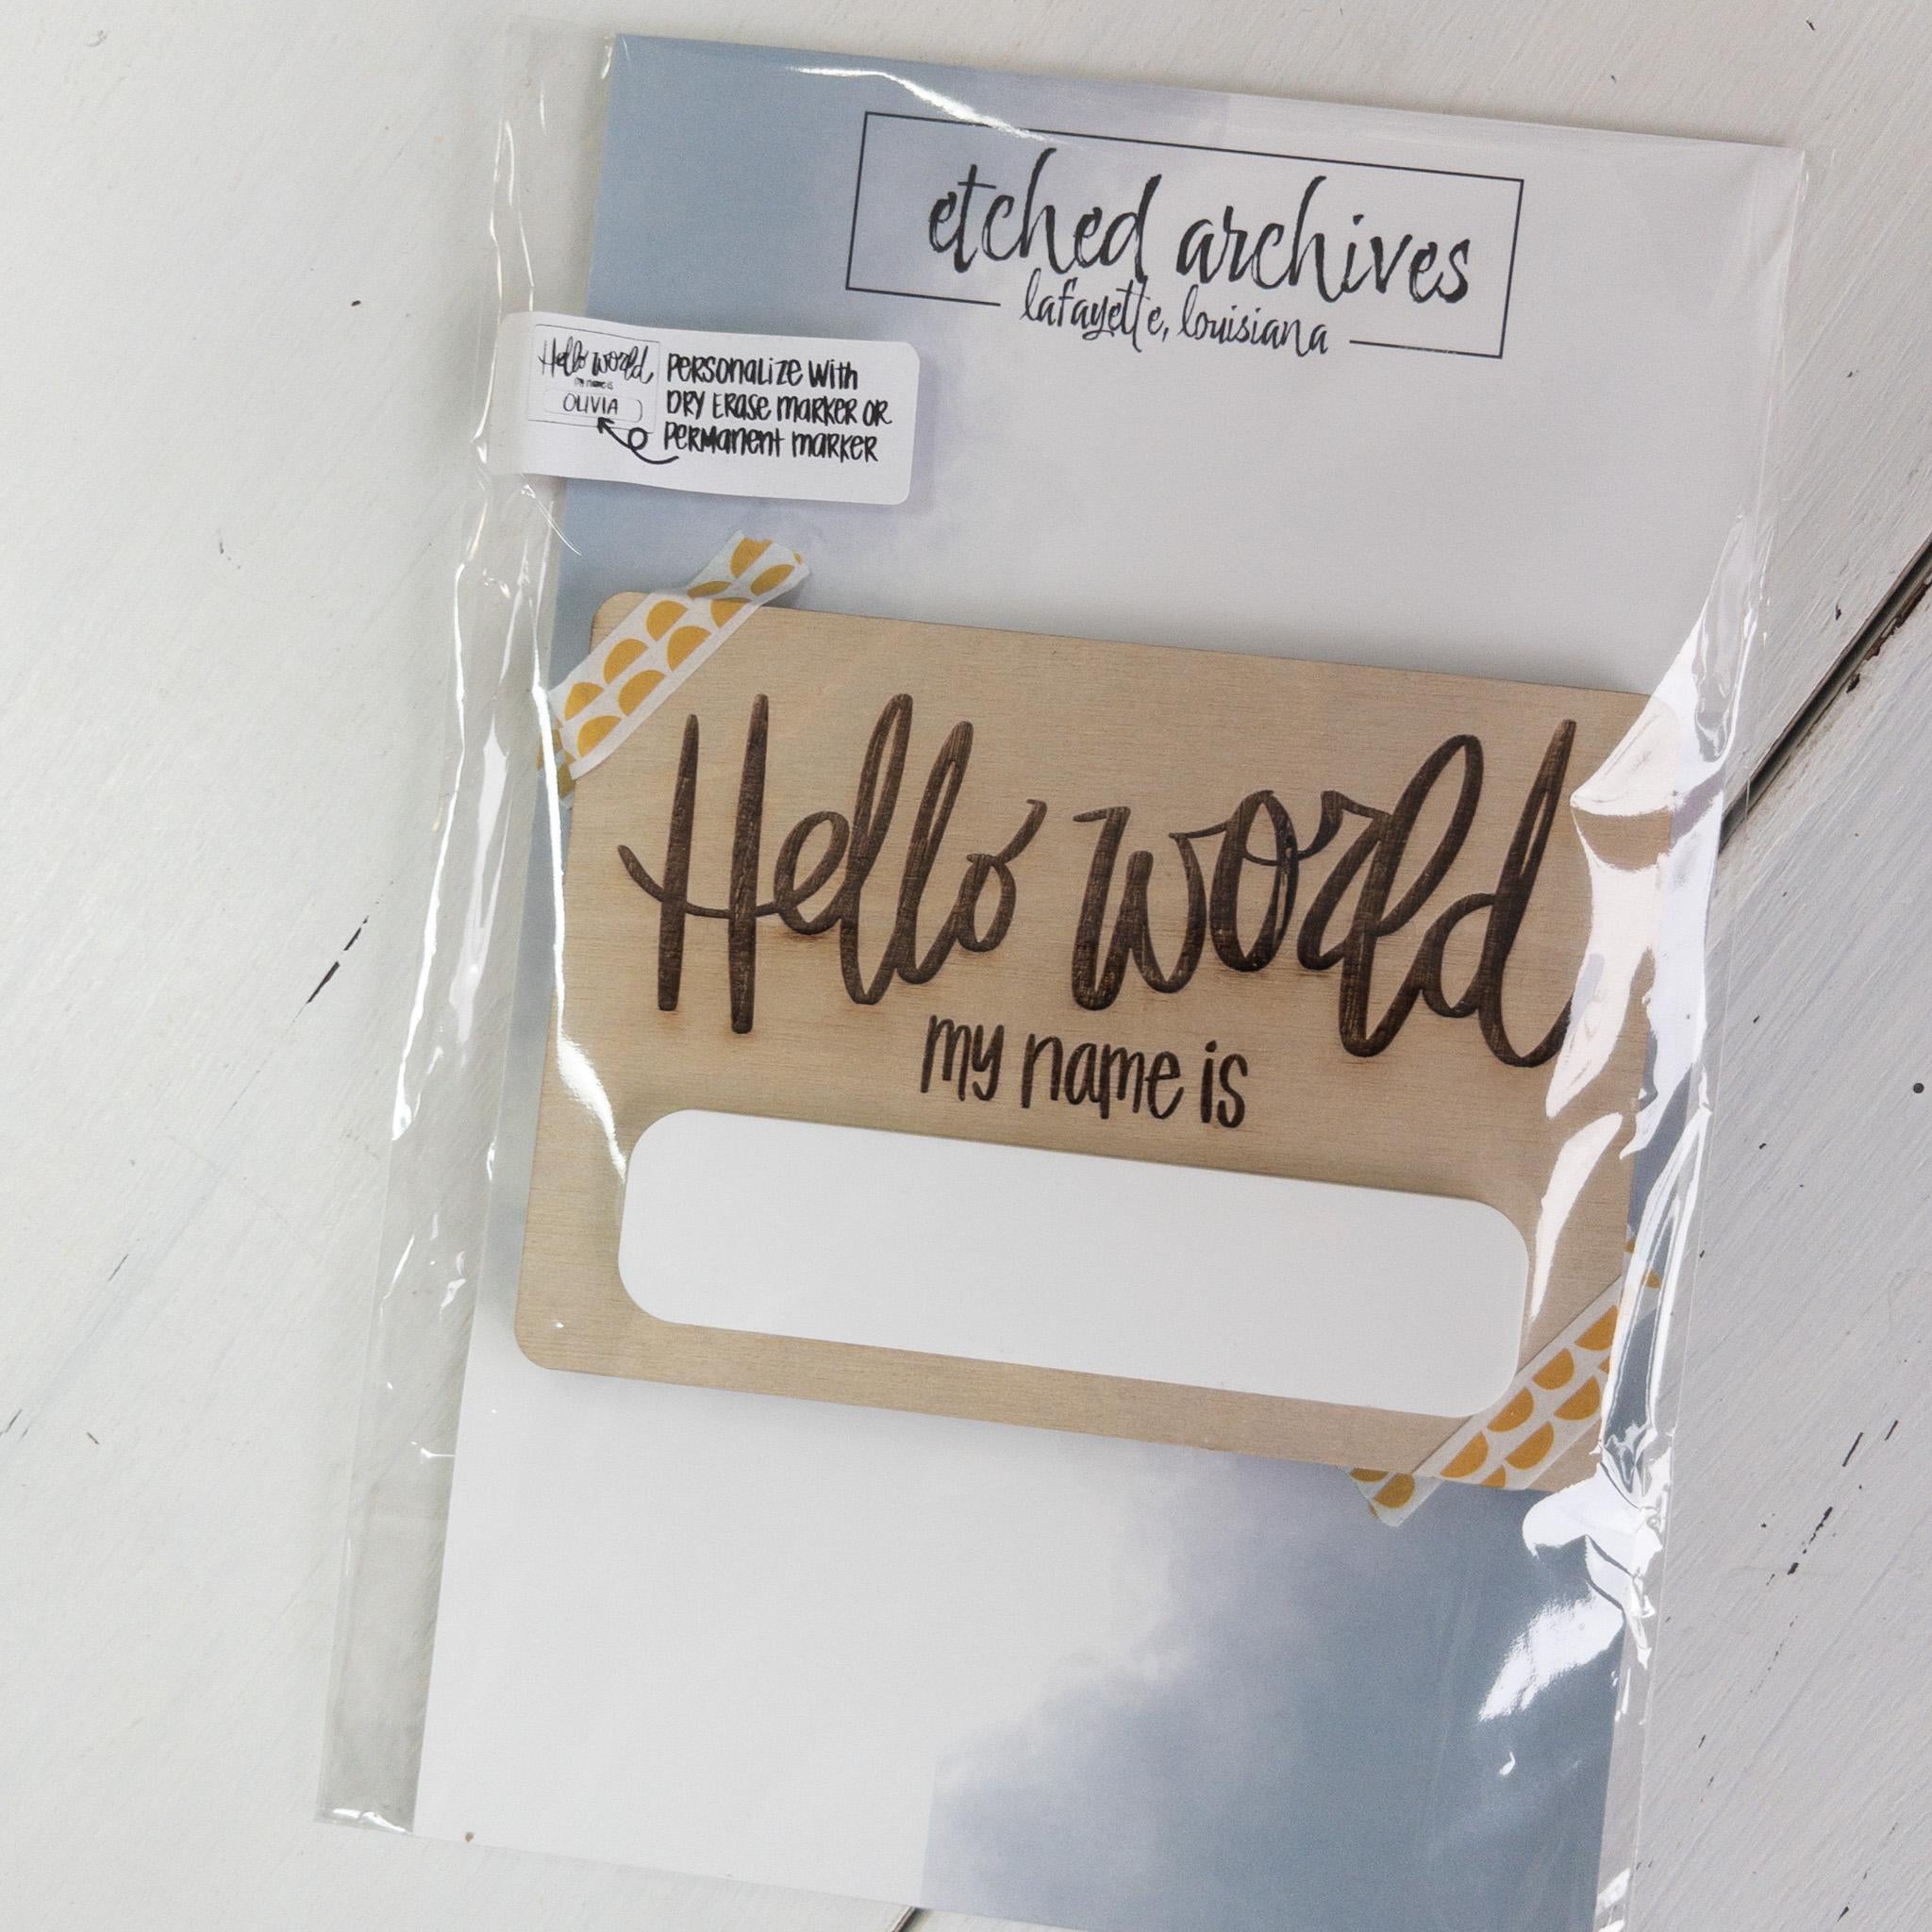 etched archives
lafayette, louisiana
Hello world
my name is
OLIVIA
PERSONALIZE WITH
DRY ERASE MARKER OR
PERMANENT MARKER
Hello world
my name is